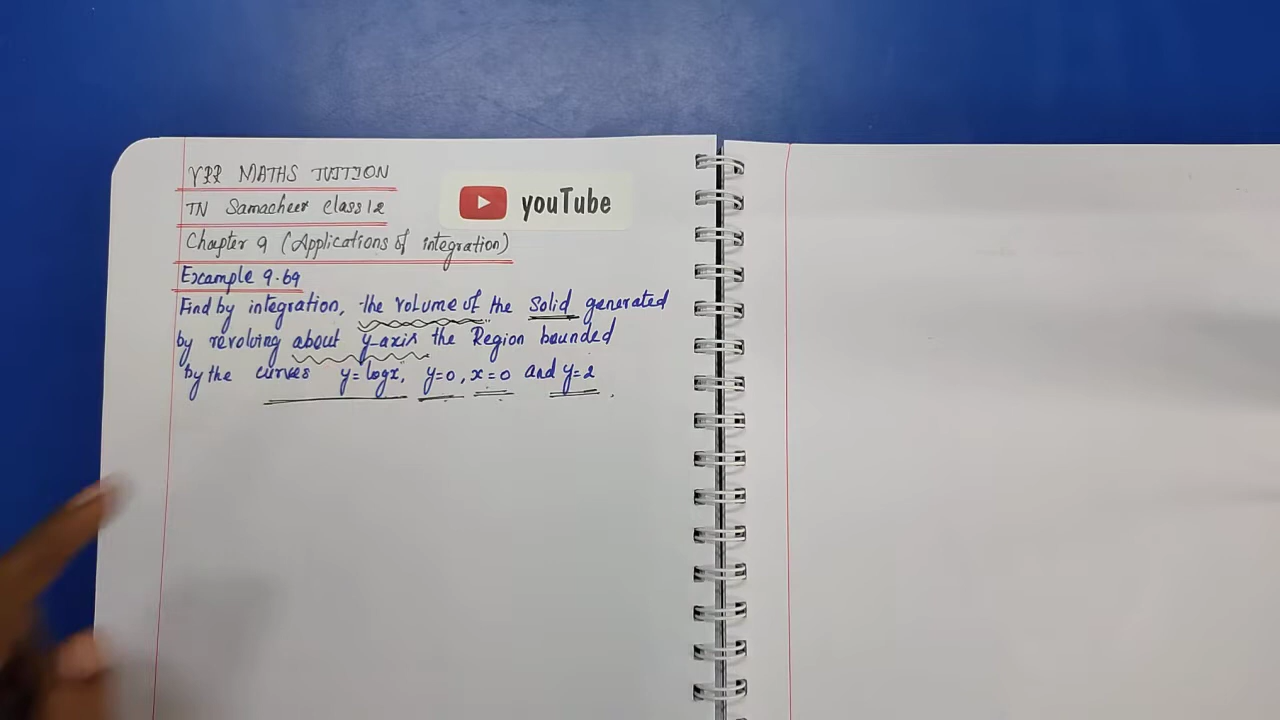 YRR MATHS TUITION
TN Samacheer Class 12
youTube
Chapter 9 (Applications of integration)
Example 9.69
Find by integration, the volume of the Solid generated
by revolving about y-axis the Region bounded
by the curves y=logx, y=0, x=0 and y=2.